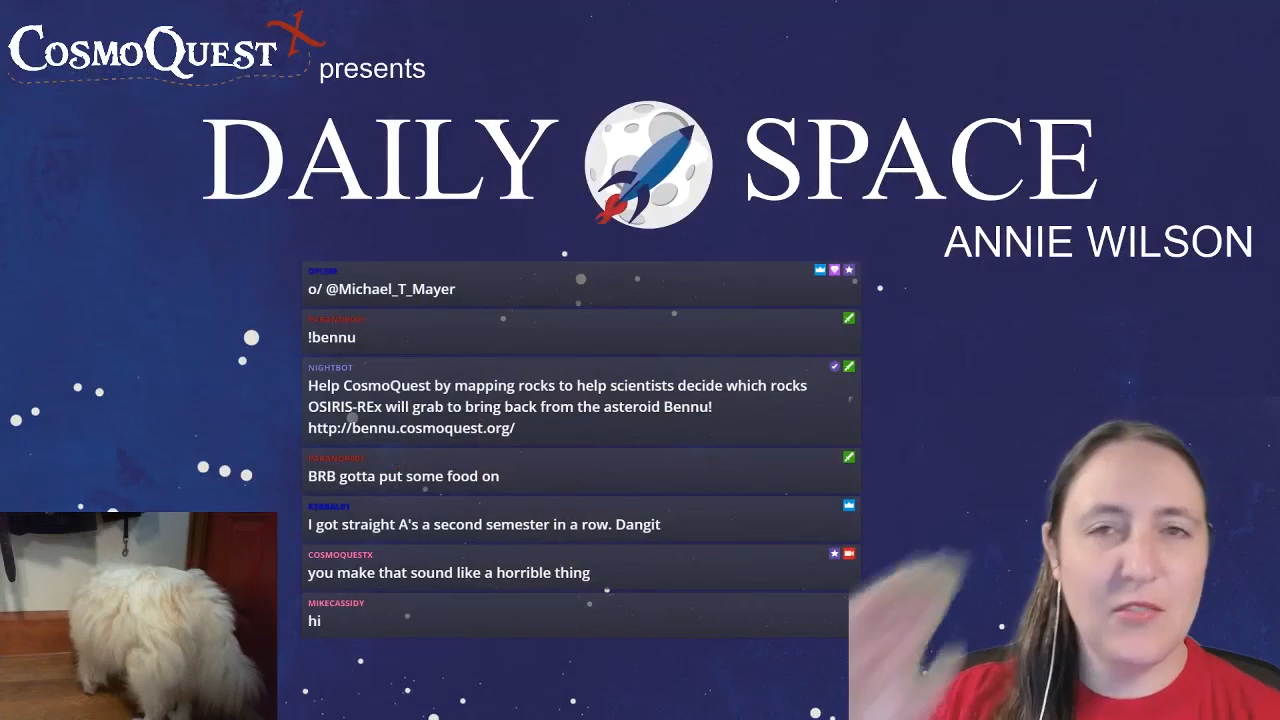 COSMOQUESTX
presents
DAILY SPACE
ANNIE WILSON
o/ @Michael_T_Mayer
!bennu
NIGHTBOT
Help CosmoQuest by mapping rocks to help scientists decide which rocks
OSIRIS-REx will grab to bring back from the asteroid Bennu!
http://bennu.cosmoquest.org/
BRB gotta put some food on
I got straight A's a second semester in a row. Dangit
COSMOQUESTX
you make that sound like a horrible thing
MIKECASSIDY
hi